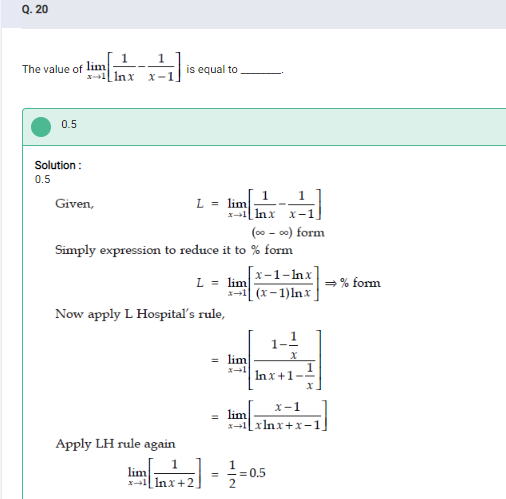 Q. 20
The value of lim x→1 [1/ln x − 1/x−1] is equal to ________.
0.5
Solution :
0.5
Given, L = lim x→1 [1/ln x − 1/x−1]
(∞ − ∞) form
Simply expression to reduce it to % form
L = lim x→1 [x−1−ln x / (x−1)ln x] ⇒ % form
Now apply L Hospital's rule,
= lim x→1 [1−1/x / ln x+1−1/x]
= lim x→1 [x−1 / x ln x+x−1]
Apply LH rule again
lim x→1 [1 / ln x+2] = 1/2 = 0.5